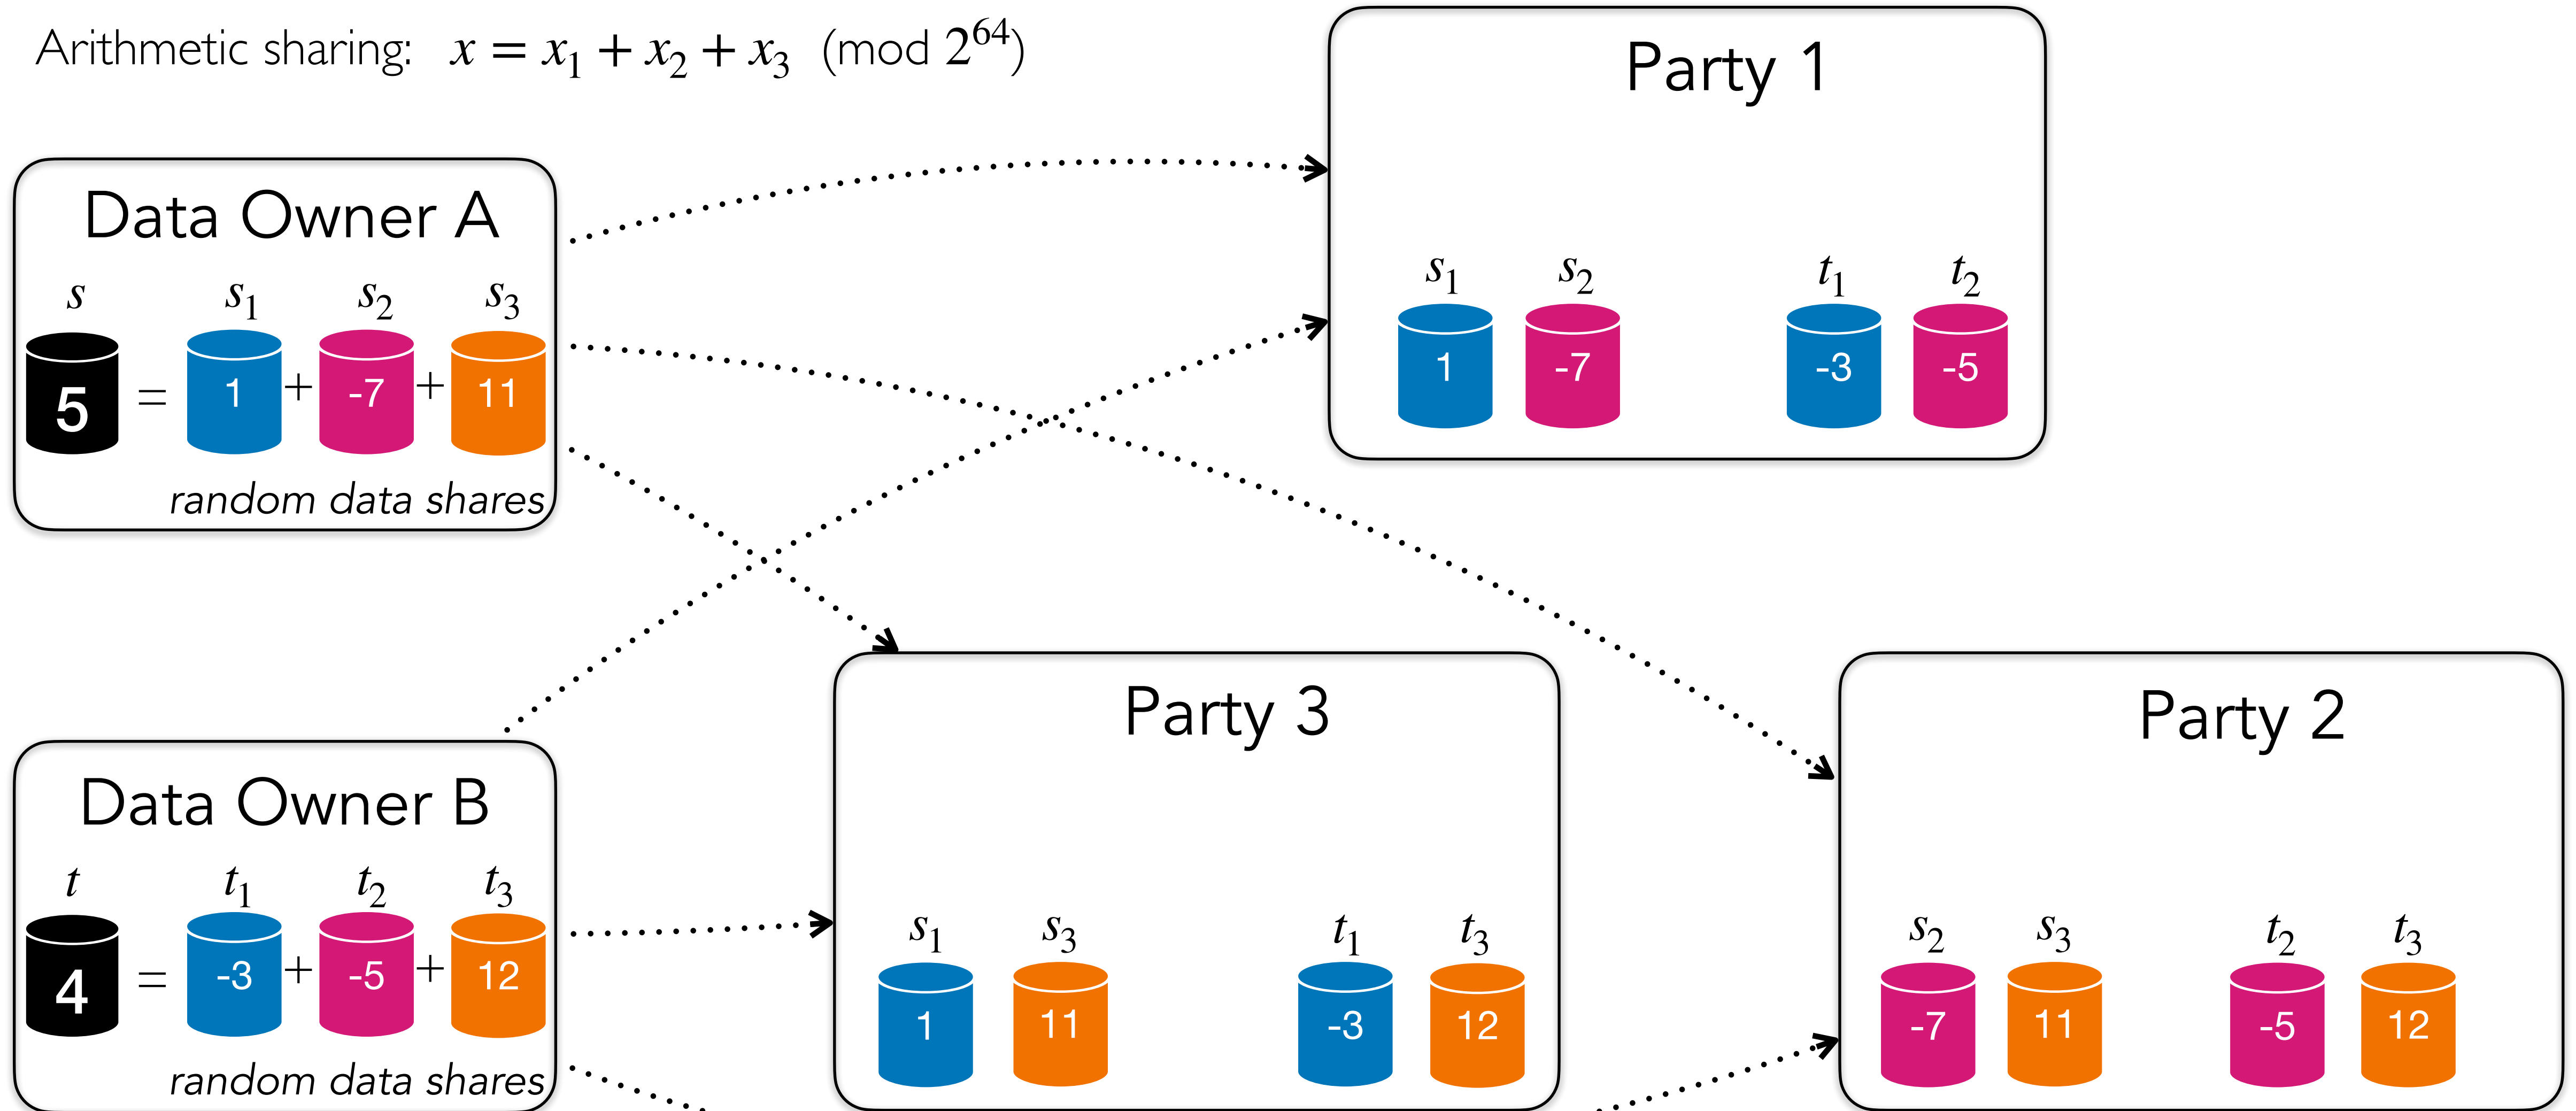 Arithmetic sharing: x = x₁ + x₂ + x₃ (mod 2⁶⁴)
Party 1
s₁ s₂ t₁ t₂
1 -7 -3 -5
Data Owner A
s s₁ s₂ s₃
5 = 1 + -7 + 11
random data shares
Data Owner B
t t₁ t₂ t₃
4 = -3 + -5 + 12
random data shares
Party 3
s₁ s₃ t₁ t₃
1 11 -3 12
Party 2
s₂ s₃ t₂ t₃
-7 11 -5 12